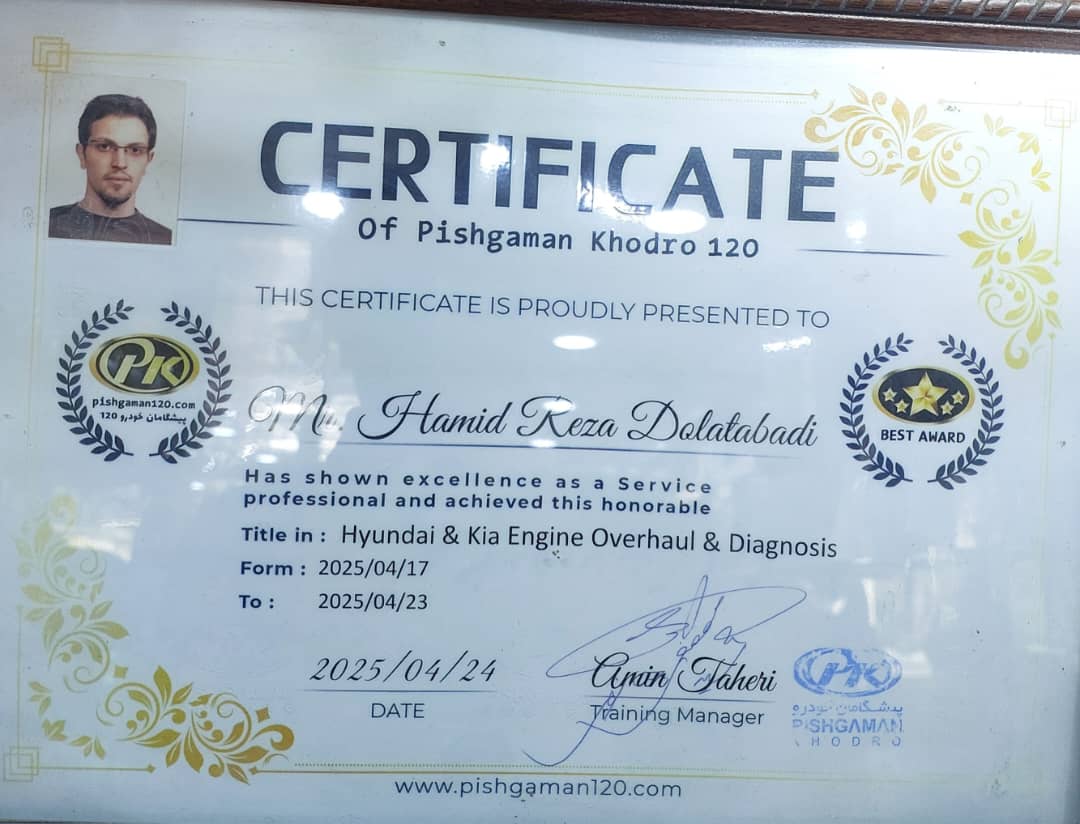 CERTIFICATE
Of Pishgaman Khodro 120
THIS CERTIFICATE IS PROUDLY PRESENTED TO
PK
pishgaman120.com
پیشگامان خودرو 120
Mr. Hamid Reza Dolatabadi
BEST AWARD
Has shown excellence as a Service
professional and achieved this honorable
Title in : Hyundai & Kia Engine Overhaul & Diagnosis
Form : 2025/04/17
To : 2025/04/23
2025/04/24
DATE
Amin Taheri
Training Manager
PK
پیشگامان خودرو
PISHGAMAN
KHODRO
www.pishgaman120.com